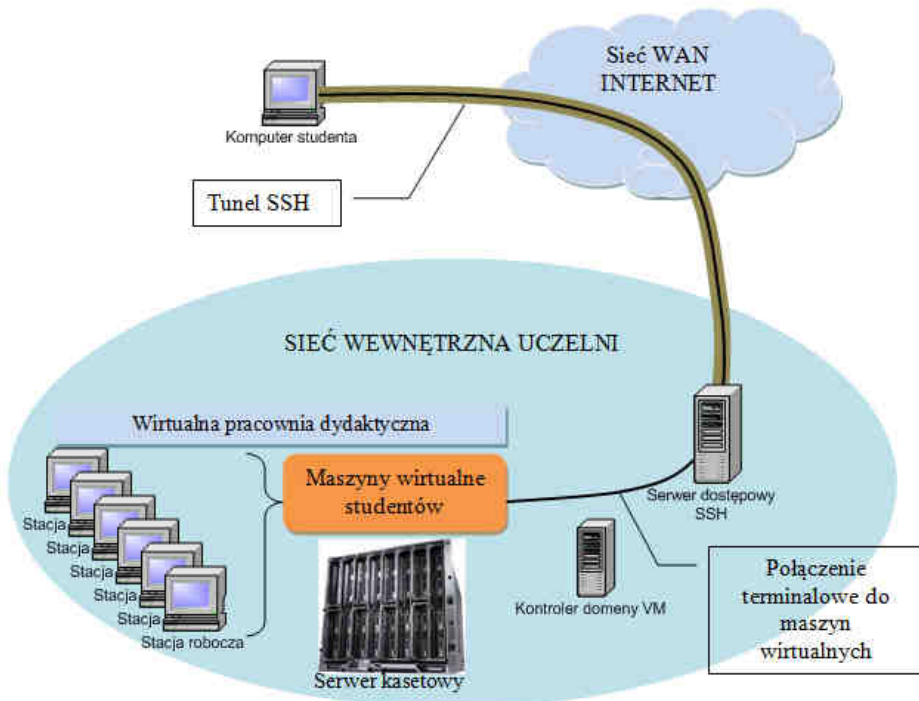 Sieć WAN
INTERNET
Komputer studenta
Tunel SSH
SIEĆ WEWNĘTRZNA UCZELNI
Wirtualna pracownia dydaktyczna
Maszyny wirtualne
studentów
Stacja
Stacja
Stacja
Stacja
Stacja robocza
Serwer kasetowy
Serwer dostępowy
SSH
Kontroler domeny VM
Połączenie
terminalowe do
maszyn
wirtualnych